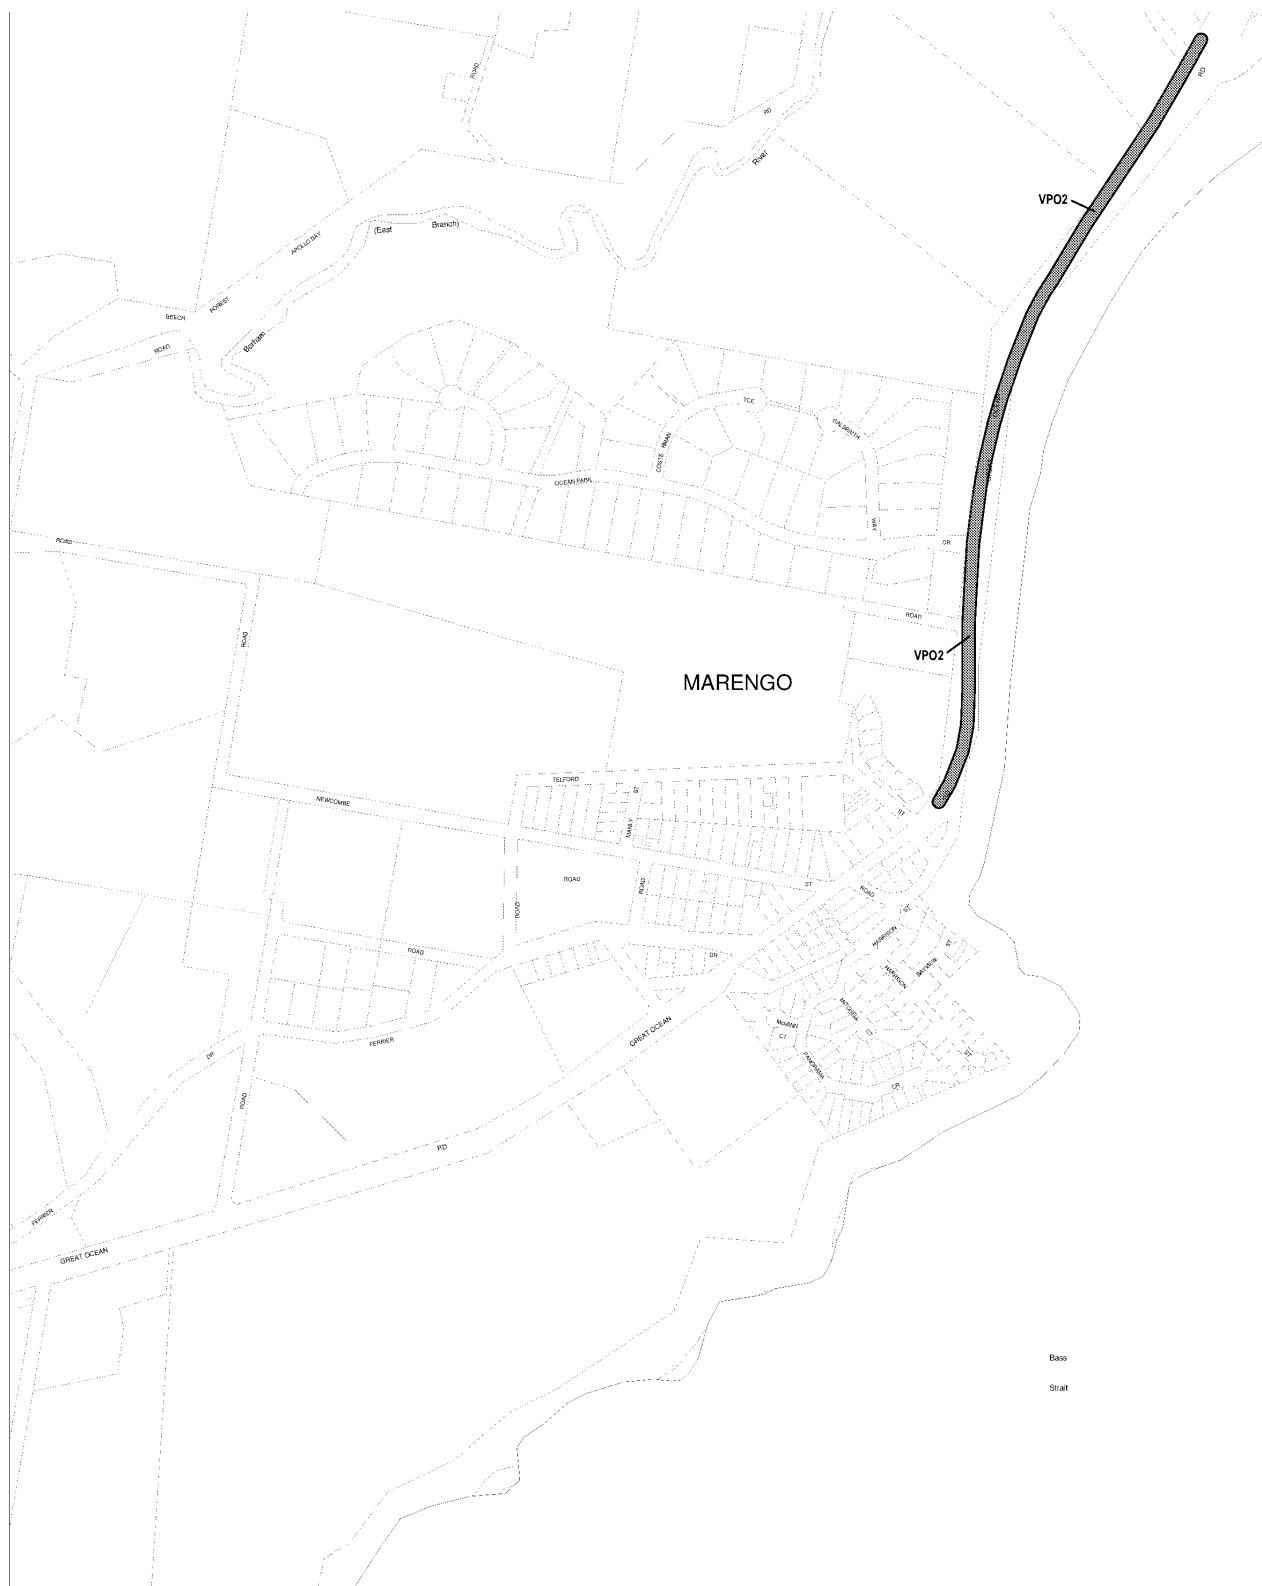 ROAD
RD
RD
River
VPO2
(East Branch)
APOLLO BAY
FOREST
BEECH
ROAD
Barham
TCE
GALBRAITH
COSTERMAN
OCEAN PARK
WAY
DR
ROAD
ROAD
ROAD
VPO2
MARENGO
TELFORD
ST
NEWCOMBE
MANLY
ST
ROAD
ROAD
ST
ROAD
ROAD
ST
HARRISON
ST
ROAD
DR
HARRISON
BAYVIEW
MITCHELL
CT
McMINN
CT
GREAT OCEAN
FERRIER
DR
ST
PANORAMA
CR
ROAD
RD
FERRIER
GREAT OCEAN
Bass
Strait